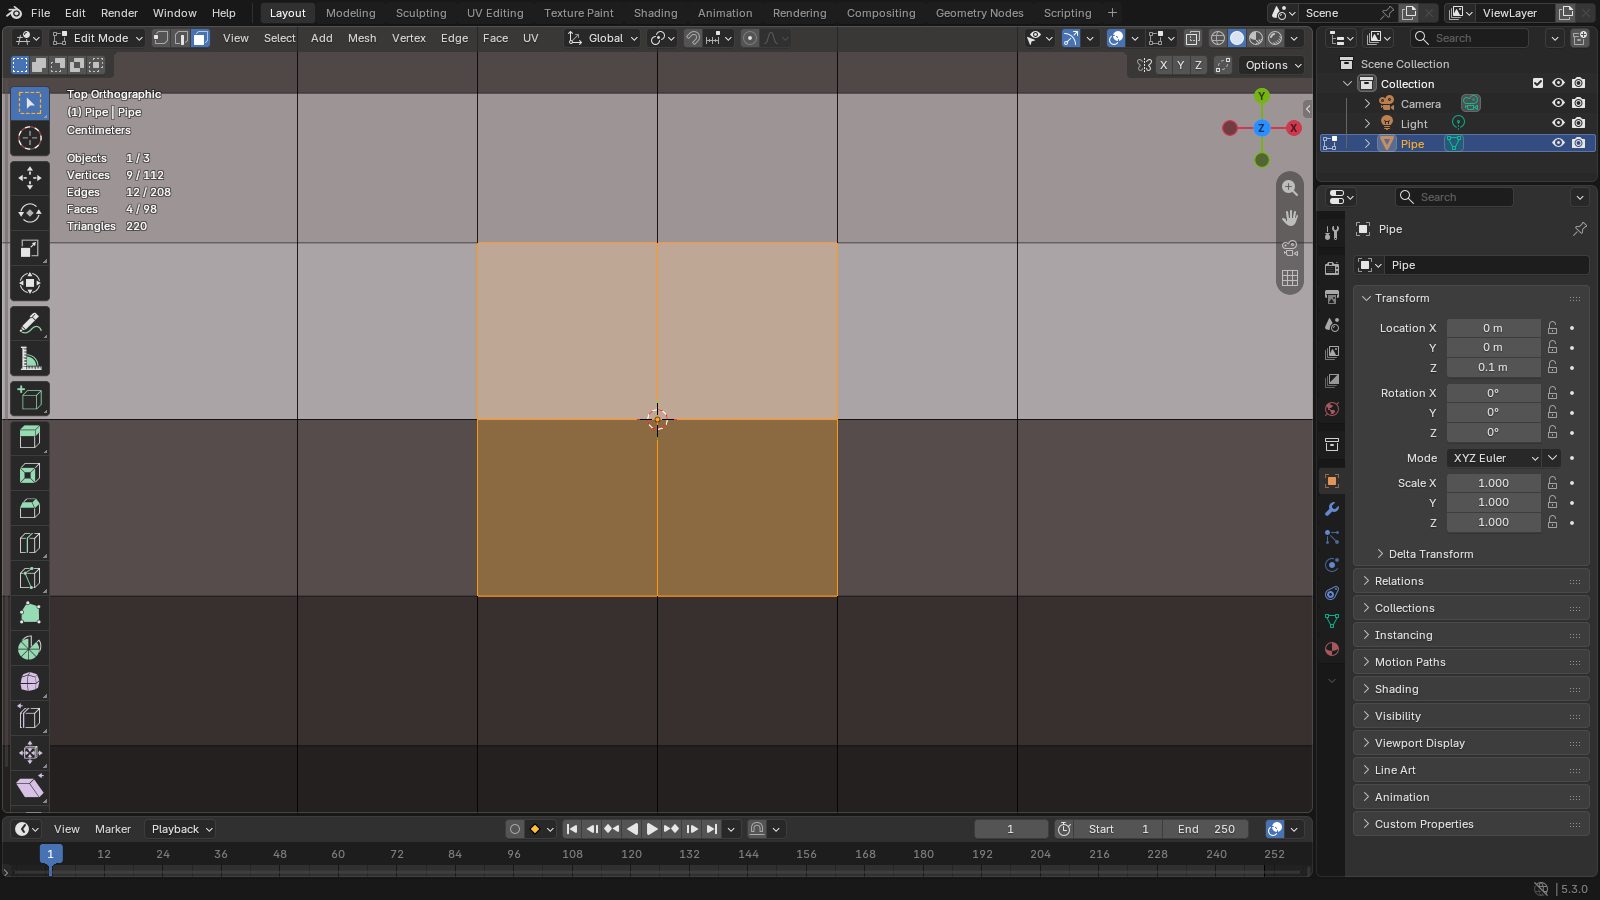 File Edit Render Window Help Layout Modeling Sculpting UV Editing Texture Paint Shading Animation Rendering Compositing Geometry Nodes Scripting + Scene ViewLayer
Edit Mode View Select Add Mesh Vertex Edge Face UV Global Search
X Y Z Options
Scene Collection
Collection
Camera
Light
Pipe
Top Orthographic
(1) Pipe | Pipe
Centimeters
Objects 1 / 3
Vertices 9 / 112
Edges 12 / 208
Faces 4 / 98
Triangles 220
Y
Z X
Search
Pipe
Pipe
Transform
Location X 0 m
Y 0 m
Z 0.1 m
Rotation X 0°
Y 0°
Z 0°
Mode XYZ Euler
Scale X 1.000
Y 1.000
Z 1.000
Delta Transform
Relations
Collections
Instancing
Motion Paths
Shading
Visibility
Viewport Display
Line Art
Animation
Custom Properties
View Marker Playback 1 Start 1 End 250
1 12 24 36 48 60 72 84 96 108 120 132 144 156 168 180 192 204 216 228 240 252
5.3.0